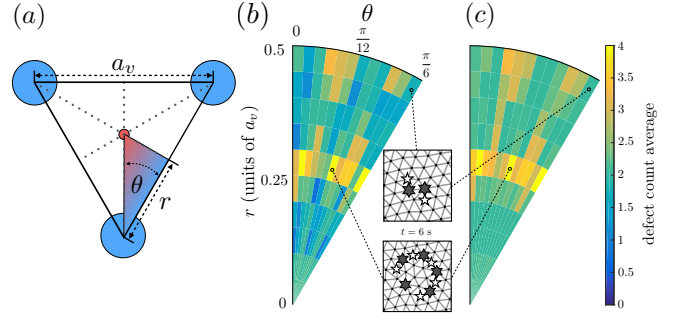 (a)
a_v
θ
r
(b)
θ
0
π/12
π/6
0.5
0.25
0
r (units of a_v)
t = 6 s
(c)
4
3.5
3
2.5
2
1.5
1
0.5
0
defect count average